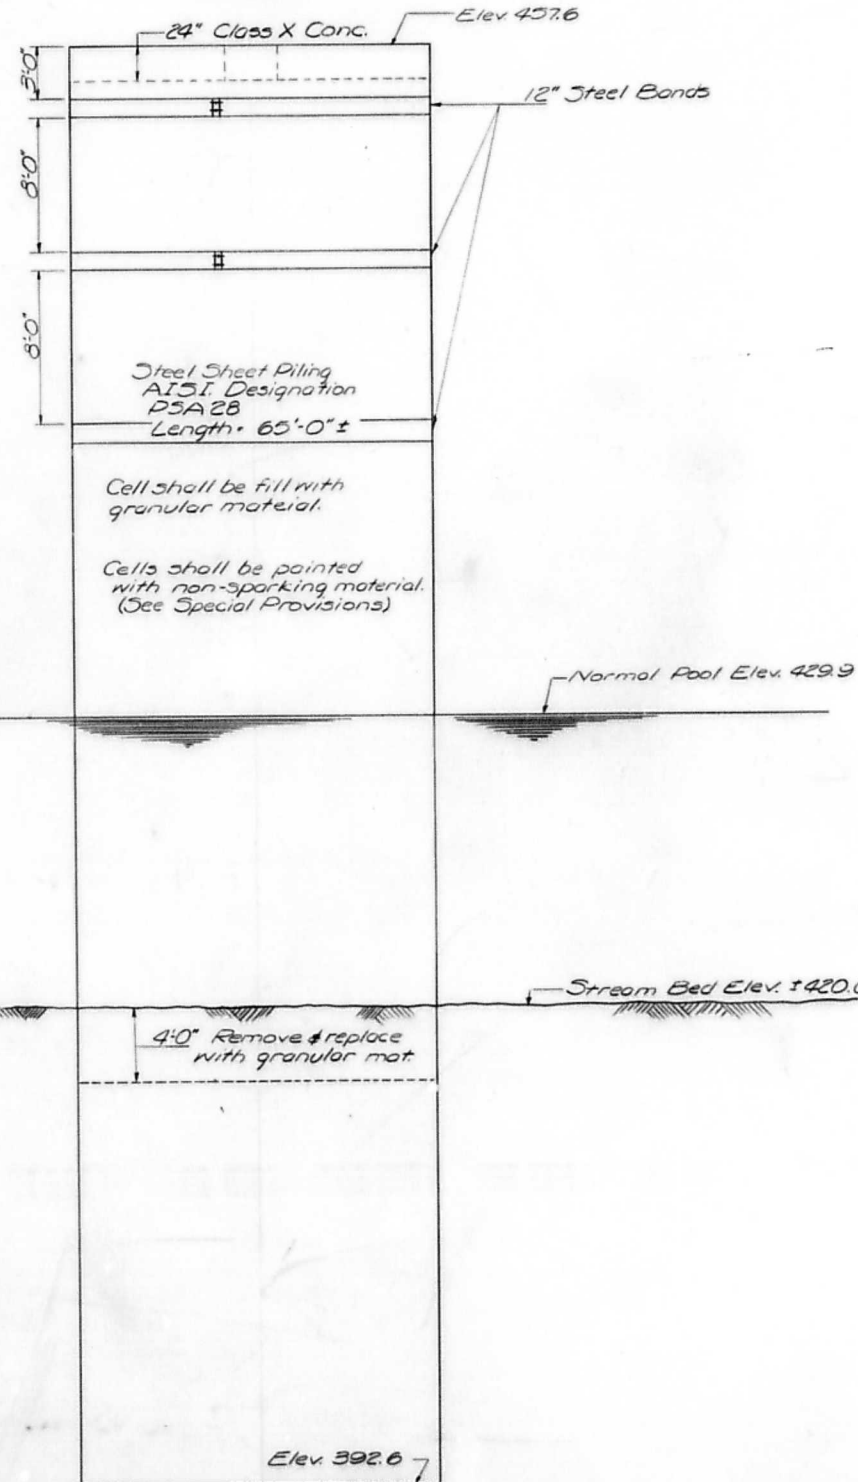 Elev. 457.6
24" Class X Conc.
3'-0"
12" Steel Bands
8'-0"
8'-0"
Steel Sheet Piling
A.I.S.I. Designation
PSA 28
Length = 65'-0" ±
Cell shall be fill with
granular mateial.
Cells shall be painted
with non-sparking material.
(See Special Provisions)
Normal Pool Elev. 429.9
Stream Bed Elev. ±420.0
4'-0" Remove & replace
with granular mat.
Elev. 392.6